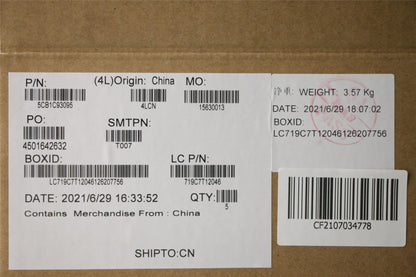 P/N: (4L)Origin: China MO:
5CB1C93095 4LCN 15630013
PO: SMTPN:
4501642632 T007
BOXID: LC P/N:
LC719C7T12046126207756 719C7T12046
DATE: 2021/6/29 16:33:52 QTY:
5
Contains Merchandise From : China
SHIPTO:CN
净重: WEIGHT: 3.57 Kg
DATE: 2021/6/29 18:07:02
BOXID:
LC719C7T12046126207756
CF2107034778